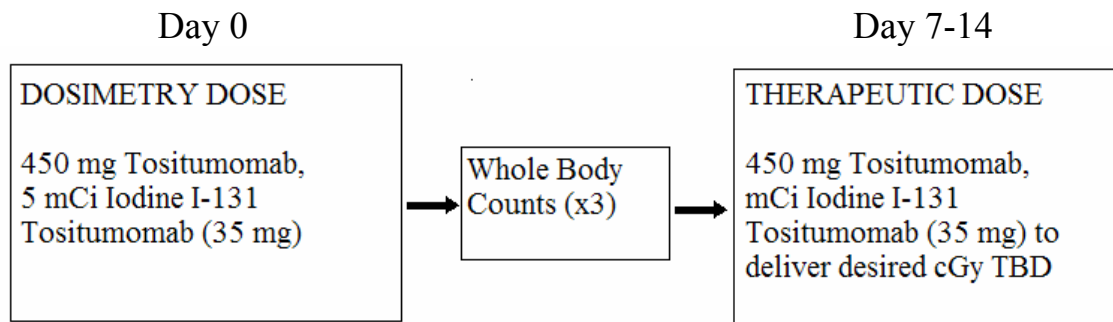 Day 0
Day 7-14
DOSIMETRY DOSE
450 mg Tositumomab,
5 mCi Iodine I-131
Tositumomab (35 mg)
Whole Body
Counts (x3)
THERAPEUTIC DOSE
450 mg Tositumomab,
mCi Iodine I-131
Tositumomab (35 mg) to
deliver desired cGy TBD